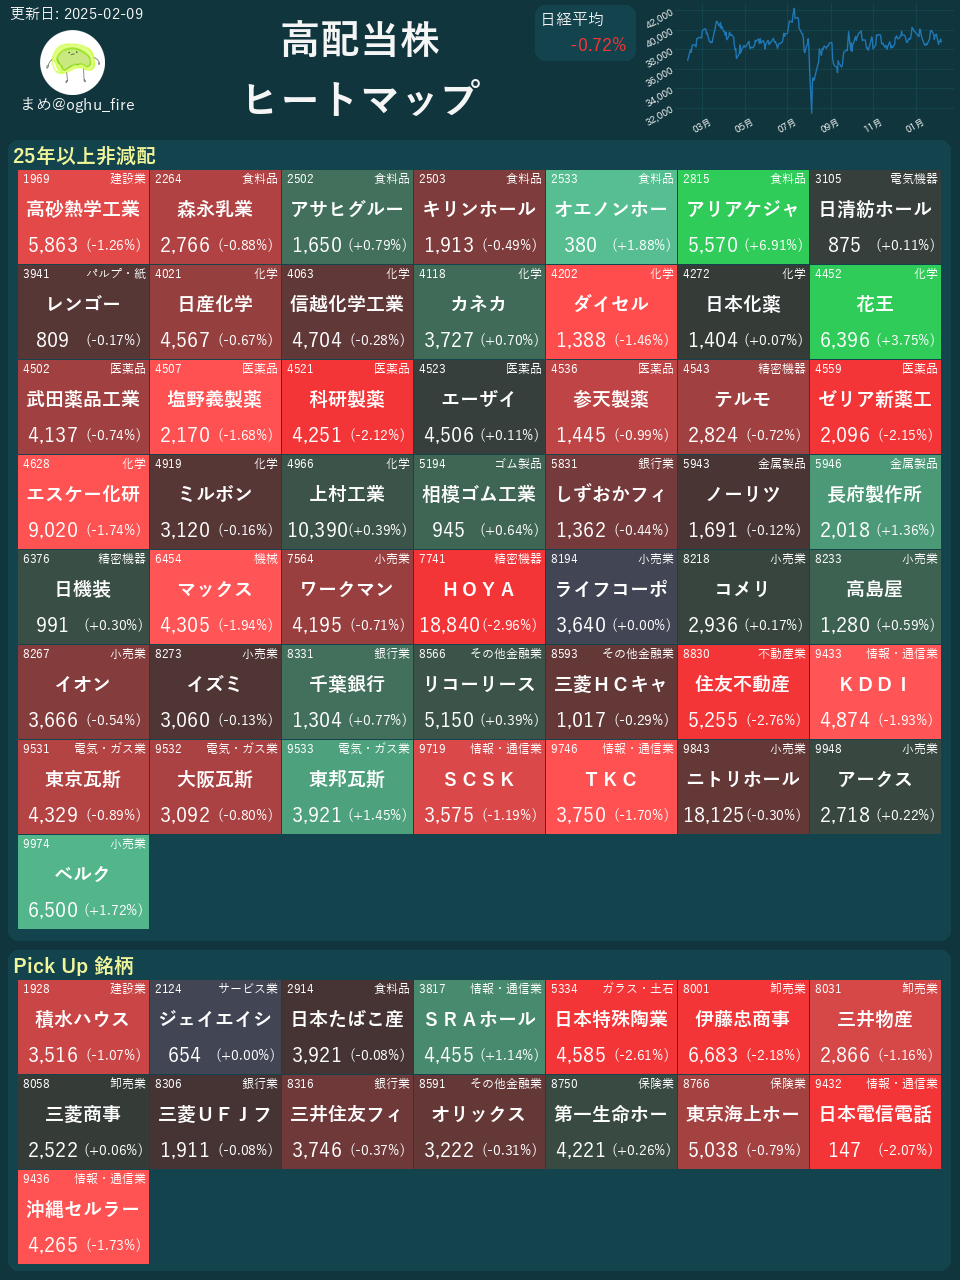 更新日: 2025-02-09
まめ@oghu_fire
高配当株
ヒートマップ
日経平均
-0.72%
42,000
40,000
38,000
36,000
34,000
32,000
03月 05月 07月 09月 11月 01月
25年以上非減配
1969 建設業
高砂熱学工業
5,863 (-1.26%)
2264 食料品
森永乳業
2,766 (-0.88%)
2502 食料品
アサヒグルー
1,650 (+0.79%)
2503 食料品
キリンホール
1,913 (-0.49%)
2533 食料品
オエノンホー
380 (+1.88%)
2815 食料品
アリアケジャ
5,570 (+6.91%)
3105 電気機器
日清紡ホール
875 (+0.11%)
3941 パルプ・紙
レンゴー
809 (-0.17%)
4021 化学
日産化学
4,567 (-0.67%)
4063 化学
信越化学工業
4,704 (-0.28%)
4118 化学
カネカ
3,727 (+0.70%)
4202 化学
ダイセル
1,388 (-1.46%)
4272 化学
日本化薬
1,404 (+0.07%)
4452 化学
花王
6,396 (+3.75%)
4502 医薬品
武田薬品工業
4,137 (-0.74%)
4507 医薬品
塩野義製薬
2,170 (-1.68%)
4521 医薬品
科研製薬
4,251 (-2.12%)
4523 医薬品
エーザイ
4,506 (+0.11%)
4536 医薬品
参天製薬
1,445 (-0.99%)
4543 精密機器
テルモ
2,824 (-0.72%)
4559 医薬品
ゼリア新薬工
2,096 (-2.15%)
4628 化学
エスケー化研
9,020 (-1.74%)
4919 化学
ミルボン
3,120 (-0.16%)
4966 化学
上村工業
10,390(+0.39%)
5194 ゴム製品
相模ゴム工業
945 (+0.64%)
5831 銀行業
しずおかフィ
1,362 (-0.44%)
5943 金属製品
ノーリツ
1,691 (-0.12%)
5946 金属製品
長府製作所
2,018 (+1.36%)
6376 精密機器
日機装
991 (+0.30%)
6454 機械
マックス
4,305 (-1.94%)
7564 小売業
ワークマン
4,195 (-0.71%)
7741 精密機器
ＨＯＹＡ
18,840(-2.96%)
8194 小売業
ライフコーポ
3,640 (+0.00%)
8218 小売業
コメリ
2,936 (+0.17%)
8233 小売業
高島屋
1,280 (+0.59%)
8267 小売業
イオン
3,666 (-0.54%)
8273 小売業
イズミ
3,060 (-0.13%)
8331 銀行業
千葉銀行
1,304 (+0.77%)
8566 その他金融業
リコーリース
5,150 (+0.39%)
8593 その他金融業
三菱ＨＣキャ
1,017 (-0.29%)
8830 不動産業
住友不動産
5,255 (-2.76%)
9433 情報・通信業
ＫＤＤＩ
4,874 (-1.93%)
9531 電気・ガス業
東京瓦斯
4,329 (-0.89%)
9532 電気・ガス業
大阪瓦斯
3,092 (-0.80%)
9533 電気・ガス業
東邦瓦斯
3,921 (+1.45%)
9719 情報・通信業
ＳＣＳＫ
3,575 (-1.19%)
9746 情報・通信業
ＴＫＣ
3,750 (-1.70%)
9843 小売業
ニトリホール
18,125(-0.30%)
9948 小売業
アークス
2,718 (+0.22%)
9974 小売業
ベルク
6,500 (+1.72%)
Pick Up 銘柄
1928 建設業
積水ハウス
3,516 (-1.07%)
2124 サービス業
ジェイエイシ
654 (+0.00%)
2914 食料品
日本たばこ産
3,921 (-0.08%)
3817 情報・通信業
ＳＲＡホール
4,455 (+1.14%)
5334 ガラス・土石
日本特殊陶業
4,585 (-2.61%)
8001 卸売業
伊藤忠商事
6,683 (-2.18%)
8031 卸売業
三井物産
2,866 (-1.16%)
8058 卸売業
三菱商事
2,522 (+0.06%)
8306 銀行業
三菱ＵＦＪフ
1,911 (-0.08%)
8316 銀行業
三井住友フィ
3,746 (-0.37%)
8591 その他金融業
オリックス
3,222 (-0.31%)
8750 保険業
第一生命ホー
4,221 (+0.26%)
8766 保険業
東京海上ホー
5,038 (-0.79%)
9432 情報・通信業
日本電信電話
147 (-2.07%)
9436 情報・通信業
沖縄セルラー
4,265 (-1.73%)